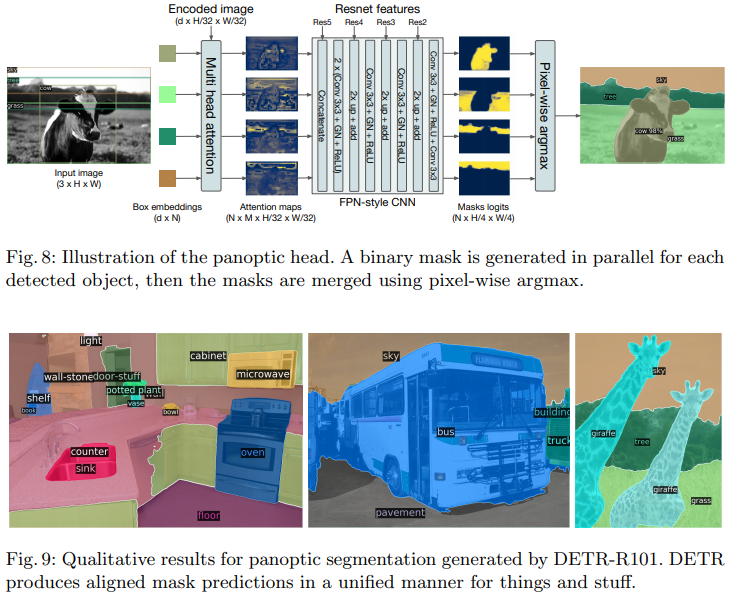 Encoded image
(d x H/32 x W/32)
Resnet features
Res5 Res4 Res3 Res2
sky
tree
cow
grass
Multi head attention
Concatenate
2 x (Conv 3x3 + GN + ReLU)
2x up + add
Conv 3x3 + GN + ReLU
2x up + add
Conv 3x3 + GN + ReLU
2x up + add
Conv 3x3 + GN + ReLU + Conv 3x3
Pixel-wise argmax
sky
tree
cow 98%
grass
Input image
(3 x H x W)
Box embeddings
(d x N)
Attention maps
(N x M x H/32 x W/32)
FPN-style CNN
Masks logits
(N x H/4 x W/4)
Fig. 8: Illustration of the panoptic head. A binary mask is generated in parallel for each
detected object, then the masks are merged using pixel-wise argmax.
light
cabinet
wall-stone
door-stuff
microwave
potted plant
shelf
vase
book
bowl
counter
oven
sink
floor
sky
building
bus
truck
pavement
sky
giraffe
tree
giraffe
grass
Fig. 9: Qualitative results for panoptic segmentation generated by DETR-R101. DETR
produces aligned mask predictions in a unified manner for things and stuff.